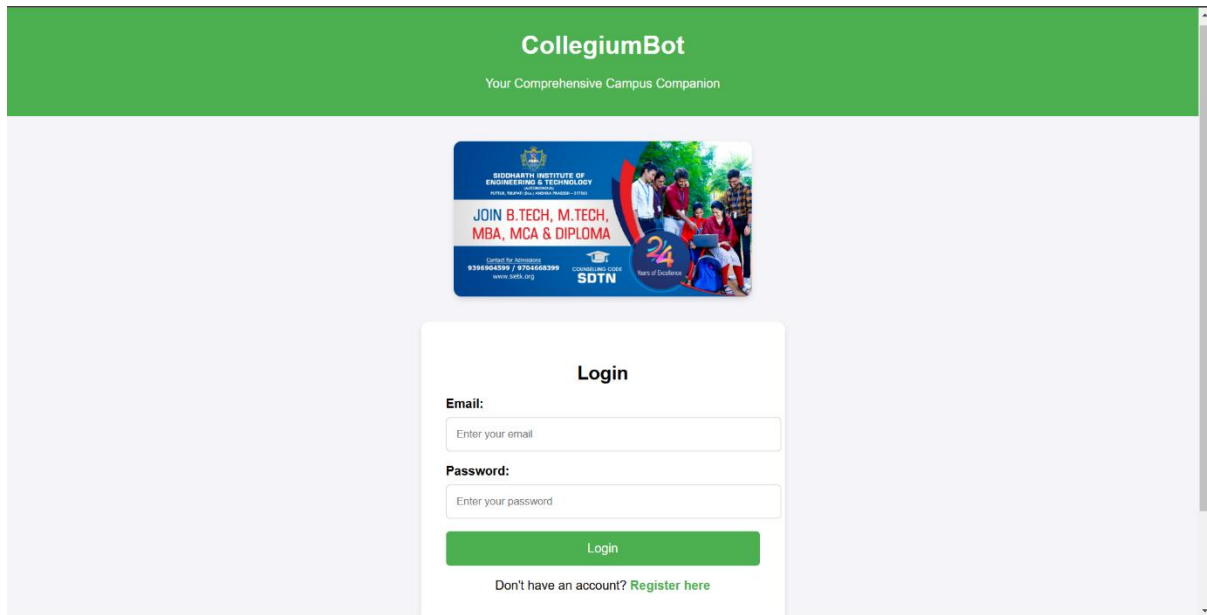 CollegiumBot
Your Comprehensive Campus Companion
SIDDHARTH INSTITUTE OF
ENGINEERING & TECHNOLOGY
(AUTONOMOUS)
JOIN B.TECH, M.TECH,
MBA, MCA & DIPLOMA
Contact for Admissions
9396904599 / 9704668399
www.sietk.org
COUNSELLING CODE
SDTN
24
Years of Excellence
Login
Email:
Enter your email
Password:
Enter your password
Login
Don't have an account? Register here